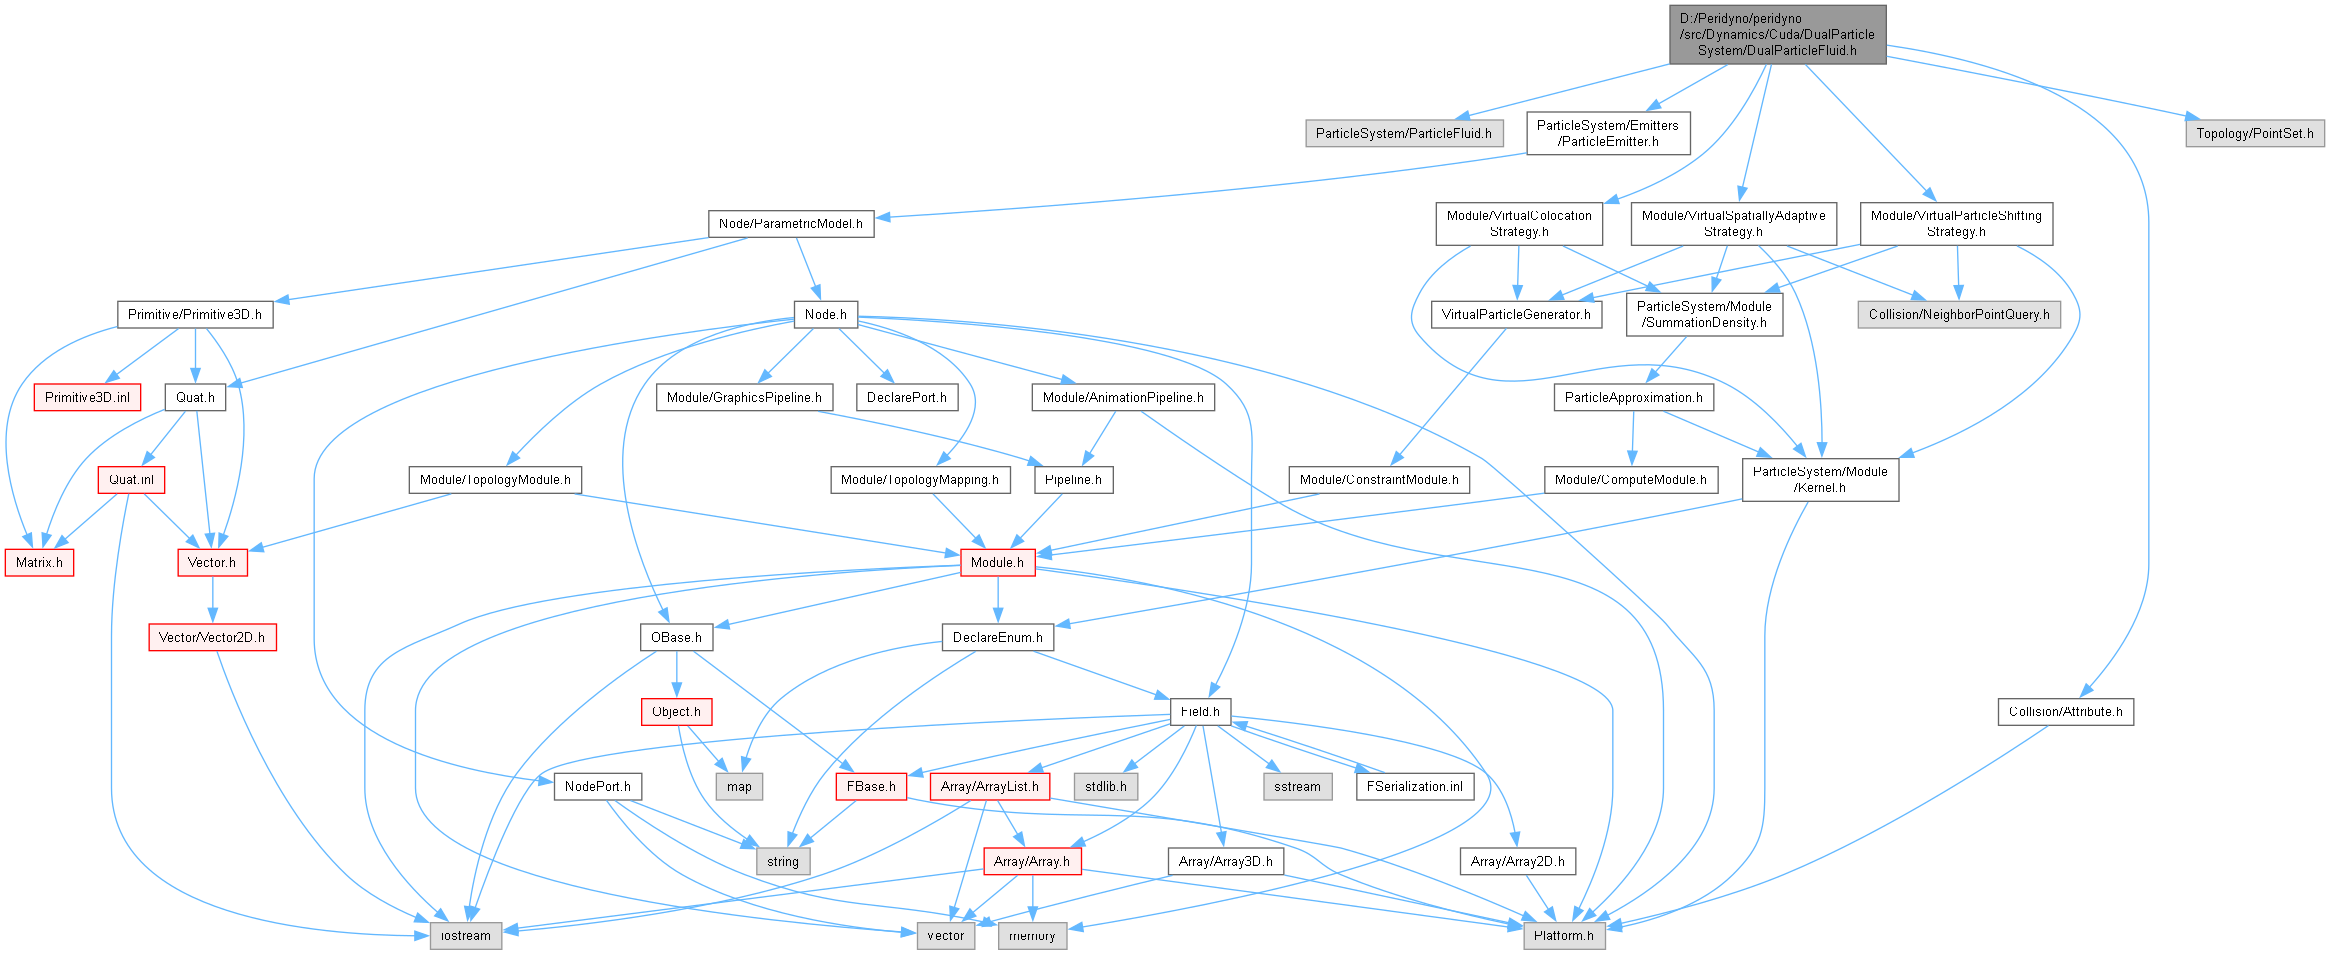 D:/Peridyno/peridyno
/src/Dynamics/Cuda/DualParticle
System/DualParticleFluid.h
ParticleSystem/ParticleFluid.h
ParticleSystem/Emitters
/ParticleEmitter.h
Topology/PointSet.h
Node/ParametricModel.h
Module/VirtualColocation
Strategy.h
Module/VirtualSpatiallyAdaptive
Strategy.h
Module/VirtualParticleShifting
Strategy.h
Primitive/Primitive3D.h
Node.h
VirtualParticleGenerator.h
ParticleSystem/Module
/SummationDensity.h
Collision/NeighborPointQuery.h
Primitive3D.inl
Quat.h
Module/GraphicsPipeline.h
DeclarePort.h
Module/AnimationPipeline.h
ParticleApproximation.h
Quat.inl
Module/TopologyModule.h
Module/TopologyMapping.h
Pipeline.h
Module/ConstraintModule.h
Module/ComputeModule.h
ParticleSystem/Module
/Kernel.h
Matrix.h
Vector.h
Module.h
Vector/Vector2D.h
OBase.h
DeclareEnum.h
Object.h
Field.h
Collision/Attribute.h
NodePort.h
map
FBase.h
Array/ArrayList.h
stdlib.h
sstream
FSerialization.inl
string
Array/Array.h
Array/Array3D.h
Array/Array2D.h
iostream
vector
memory
Platform.h